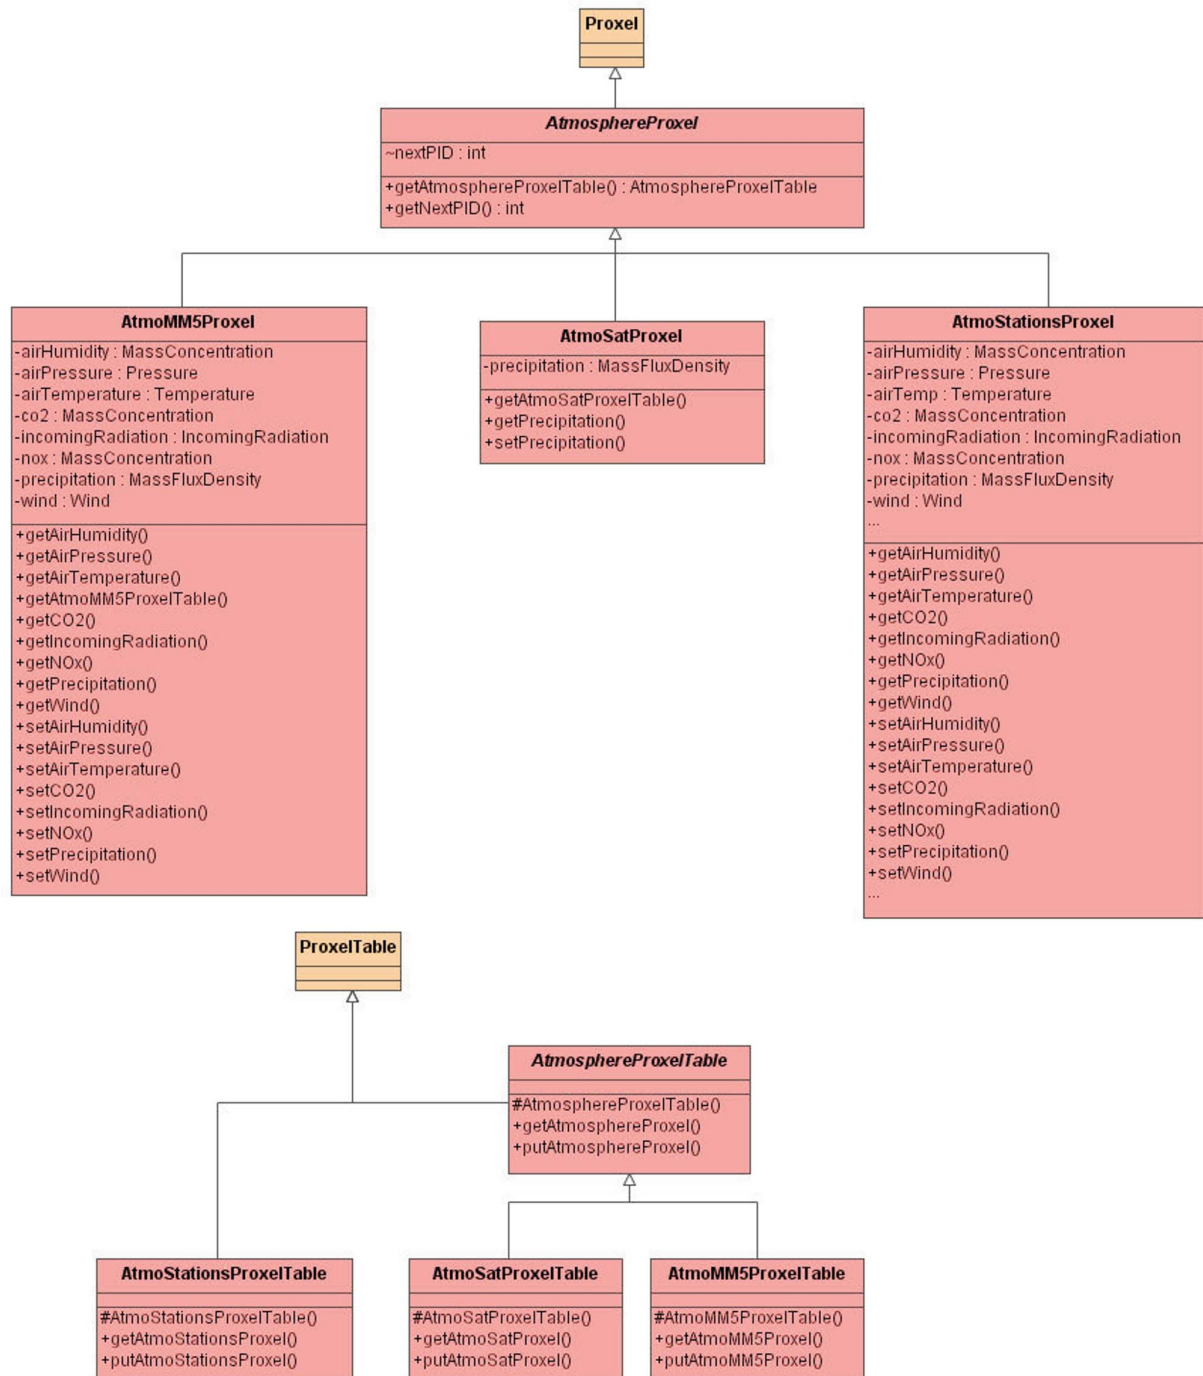 Proxel
AtmosphereProxel
~nextPID : int
+getAtmosphereProxelTable() : AtmosphereProxelTable
+getNextPID() : int
AtmoMM5Proxel
-airHumidity : MassConcentration
-airPressure : Pressure
-airTemperature : Temperature
-co2 : MassConcentration
-incomingRadiation : IncomingRadiation
-nox : MassConcentration
-precipitation : MassFluxDensity
-wind : Wind
+getAirHumidity()
+getAirPressure()
+getAirTemperature()
+getAtmoMM5ProxelTable()
+getCO2()
+getIncomingRadiation()
+getNOx()
+getPrecipitation()
+getWind()
+setAirHumidity()
+setAirPressure()
+setAirTemperature()
+setCO2()
+setIncomingRadiation()
+setNOx()
+setPrecipitation()
+setWind()
AtmoSatProxel
-precipitation : MassFluxDensity
+getAtmoSatProxelTable()
+getPrecipitation()
+setPrecipitation()
AtmoStationsProxel
-airHumidity : MassConcentration
-airPressure : Pressure
-airTemp : Temperature
-co2 : MassConcentration
-incomingRadiation : IncomingRadiation
-nox : MassConcentration
-precipitation : MassFluxDensity
-wind : Wind
...
+getAirHumidity()
+getAirPressure()
+getAirTemperature()
+getCO2()
+getIncomingRadiation()
+getNOx()
+getPrecipitation()
+getWind()
+setAirHumidity()
+setAirPressure()
+setAirTemperature()
+setCO2()
+setIncomingRadiation()
+setNOx()
+setPrecipitation()
+setWind()
...
ProxelTable
AtmosphereProxelTable
#AtmosphereProxelTable()
+getAtmosphereProxel()
+putAtmosphereProxel()
AtmoStationsProxelTable
#AtmoStationsProxelTable()
+getAtmoStationsProxel()
+putAtmoStationsProxel()
AtmoSatProxelTable
#AtmoSatProxelTable()
+getAtmoSatProxel()
+putAtmoSatProxel()
AtmoMM5ProxelTable
#AtmoMM5ProxelTable()
+getAtmoMM5Proxel()
+putAtmoMM5Proxel()